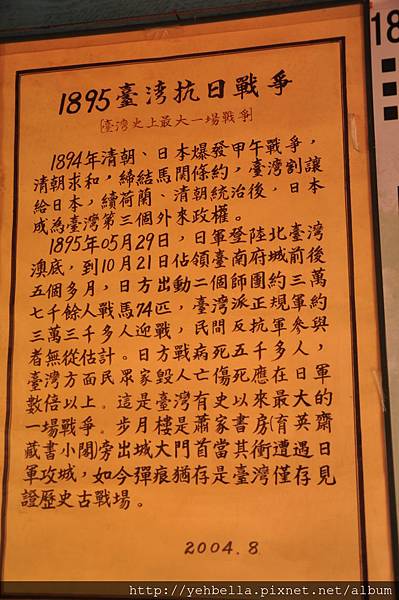 1895臺湾抗日戰爭
[臺湾史上最大一場戰爭]
1894年清朝、日本爆發甲午戰爭，
清朝求和，締結馬関條約，臺灣割讓
給日本，續荷蘭、清朝統治後，日本
成為臺灣第三個外來政權。
1895年05月29日，日軍登陸北臺灣
澳底，到10月21日佔領臺南府城前後
五個多月，日方出動二個師團約三萬
七千餘人戰馬74匹，臺灣派正規軍約
三萬三千多人迎戰，民間反抗軍參與
者無從估計。日方戰病死五千多人，
臺灣方面民眾家毀人亡傷死應在日軍
數倍以上。這是臺灣有史以來最大的
一場戰爭。步月樓是蕭家書房(育英齋
藏書小閣)旁出城大門首當其衝遭遇日
軍攻城，如今彈痕猶存是臺灣僅存見
證歷史古戰場。
2004.8
18
http://yehbella.pixnet.net/album